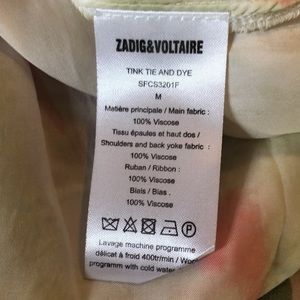 ZADIG&VOLTAIRE
TINK TIE AND DYE
SFCS3201F
M
Matière principale / Main fabric :
100% Viscose
Tissu épaules et haut dos /
Shoulders and back yoke fabric :
100% Viscose
Ruban / Ribbon :
100% Viscose
Biais / Bias :
100% Viscose
Lavage machine programme
délicat à froid 400tr/min / Wool
programm with cold water